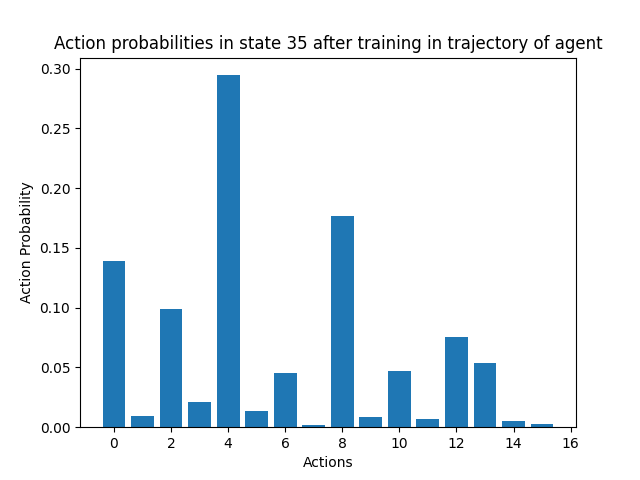 Action probabilities in state 35 after training in trajectory of agent
0.30
0.25
0.20
0.15
0.10
0.05
0.00
Action Probability
0 2 4 6 8 10 12 14 16
Actions